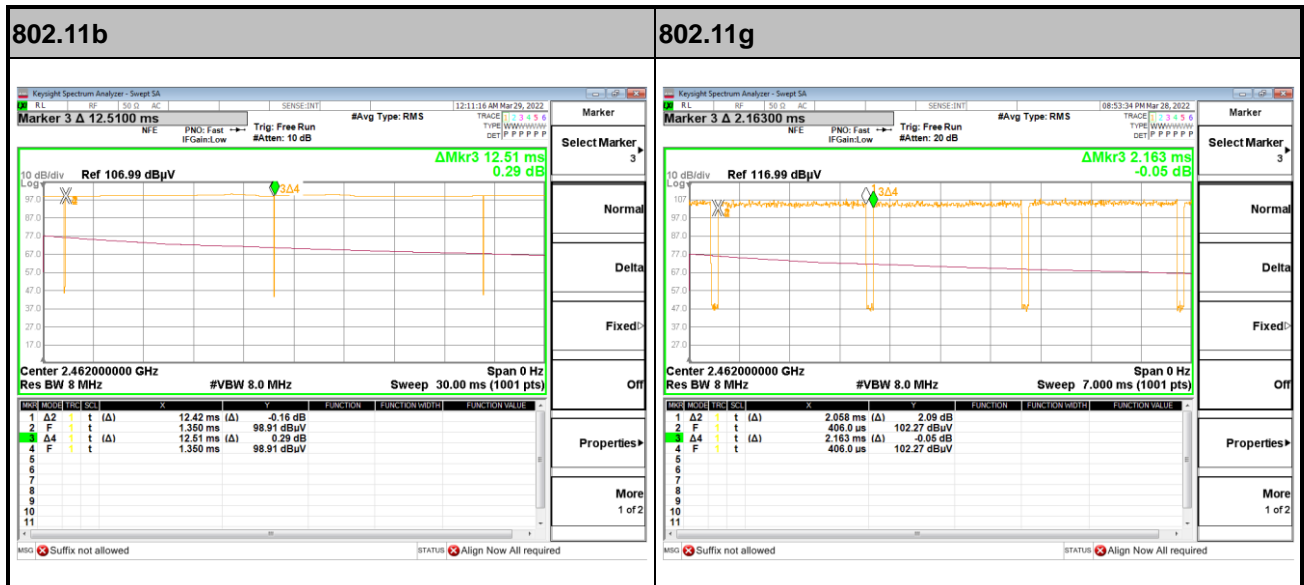 802.11b
Keysight Spectrum Analyzer - Swept SA
RL RF 50 Ω AC SENSE:INT 12:11:16 AM Mar 29, 2022
Marker 3 Δ 12.5100 ms #Avg Type: RMS TRACE 1 2 3 4 5 6
NFE PNO: Fast Trig: Free Run TYPE WWWWWW
IFGain:Low #Atten: 10 dB DET P P P P P P
ΔMkr3 12.51 ms
0.29 dB
10 dB/div Ref 106.99 dBµV
Log
97.0
87.0
77.0
67.0
57.0
47.0
37.0
27.0
17.0
3Δ4
Center 2.462000000 GHz Span 0 Hz
Res BW 8 MHz #VBW 8.0 MHz Sweep 30.00 ms (1001 pts)
MKR MODE TRC SCL X Y FUNCTION FUNCTION WIDTH FUNCTION VALUE
1 Δ2 1 t (Δ) 12.42 ms (Δ) -0.16 dB
2 F 1 t 1.350 ms 98.91 dBµV
3 Δ4 1 t (Δ) 12.51 ms (Δ) 0.29 dB
4 F 1 t 1.350 ms 98.91 dBµV
5
6
7
8
9
10
11
MSG Suffix not allowed STATUS Align Now All required
Marker
Select Marker
3
Normal
Delta
Fixed
Off
Properties
More
1 of 2
802.11g
Keysight Spectrum Analyzer - Swept SA
RL RF 50 Ω AC SENSE:INT 08:53:34 PM Mar 28, 2022
Marker 3 Δ 2.16300 ms #Avg Type: RMS TRACE 1 2 3 4 5 6
NFE PNO: Fast Trig: Free Run TYPE WWWWWW
IFGain:Low #Atten: 20 dB DET P P P P P P
ΔMkr3 2.163 ms
-0.05 dB
10 dB/div Ref 116.99 dBµV
Log
107
97.0
87.0
77.0
67.0
57.0
47.0
37.0
27.0
3Δ4
Center 2.462000000 GHz Span 0 Hz
Res BW 8 MHz #VBW 8.0 MHz Sweep 7.000 ms (1001 pts)
MKR MODE TRC SCL X Y FUNCTION FUNCTION WIDTH FUNCTION VALUE
1 Δ2 1 t (Δ) 2.058 ms (Δ) 2.09 dB
2 F 1 t 406.0 µs 102.27 dBµV
3 Δ4 1 t (Δ) 2.163 ms (Δ) -0.05 dB
4 F 1 t 406.0 µs 102.27 dBµV
5
6
7
8
9
10
11
MSG Suffix not allowed STATUS Align Now All required
Marker
Select Marker
3
Normal
Delta
Fixed
Off
Properties
More
1 of 2